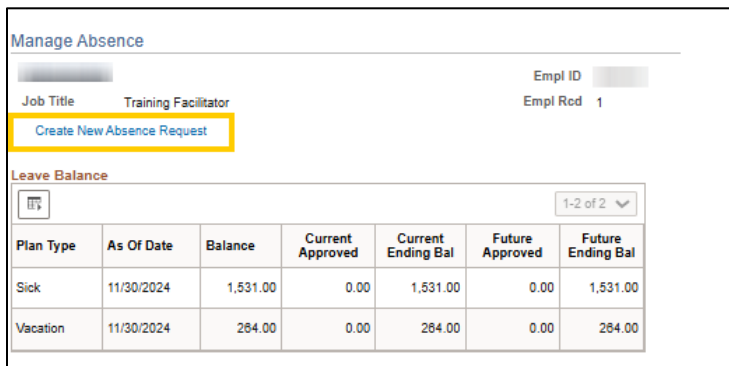 Manage Absence
Empl ID
Job Title Training Facilitator Empl Rcd 1
Create New Absence Request
Leave Balance
1-2 of 2
Plan Type As Of Date Balance Current Approved Current Ending Bal Future Approved Future Ending Bal
Sick 11/30/2024 1,531.00 0.00 1,531.00 0.00 1,531.00
Vacation 11/30/2024 264.00 0.00 264.00 0.00 264.00